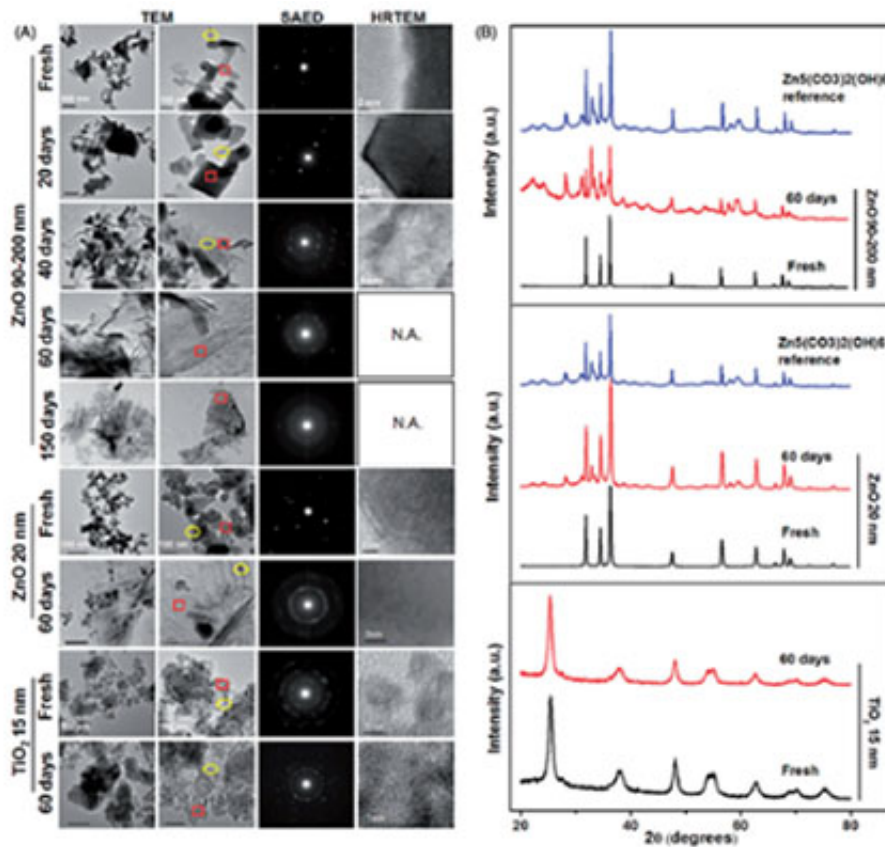 (A)
TEM SAED HRTEM
Fresh
20 days
40 days
60 days
150 days
ZnO 90-200 nm
N.A.
N.A.
Fresh
60 days
ZnO 20 nm
Fresh
60 days
TiO2 15 nm
(B)
Zn5(CO3)2(OH)6
reference
60 days
Fresh
ZnO 90-200 nm
Intensity (a.u.)
Zn5(CO3)2(OH)6
reference
60 days
Fresh
ZnO 20 nm
Intensity (a.u.)
60 days
Fresh
TiO2 15 nm
Intensity (a.u.)
20 40 60 80
2θ (degrees)